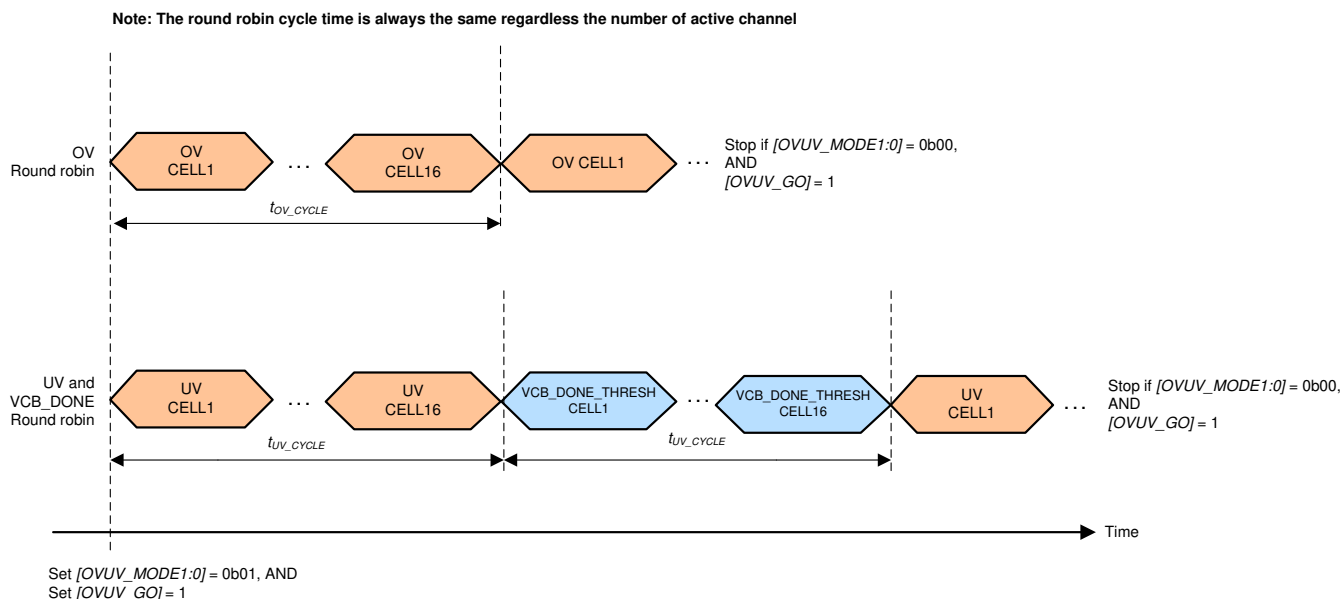 Note: The round robin cycle time is always the same regardless the number of active channel
OV
Round robin
OV
CELL1
...
OV
CELL16
OV CELL1
...
Stop if [OVUV_MODE1:0] = 0b00,
AND
[OVUV_GO] = 1
tOV_CYCLE
UV and
VCB_DONE
Round robin
UV
CELL1
...
UV
CELL16
VCB_DONE_THRESH
CELL1
...
VCB_DONE_THRESH
CELL16
UV
CELL1
...
Stop if [OVUV_MODE1:0] = 0b00,
AND
[OVUV_GO] = 1
tUV_CYCLE
tUV_CYCLE
Time
Set [OVUV_MODE1:0] = 0b01, AND
Set [OVUV_GO] = 1